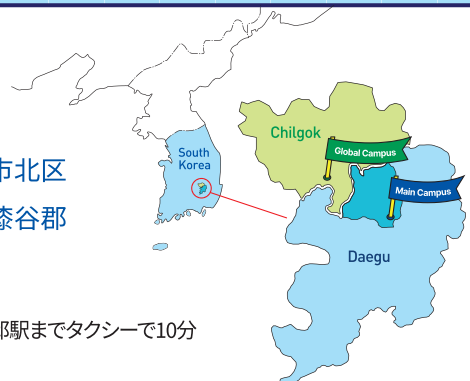 市北区
漆谷郡
駅までタクシーで10分
South
Korea
Chilgok
Global Campus
Main Campus
Daegu